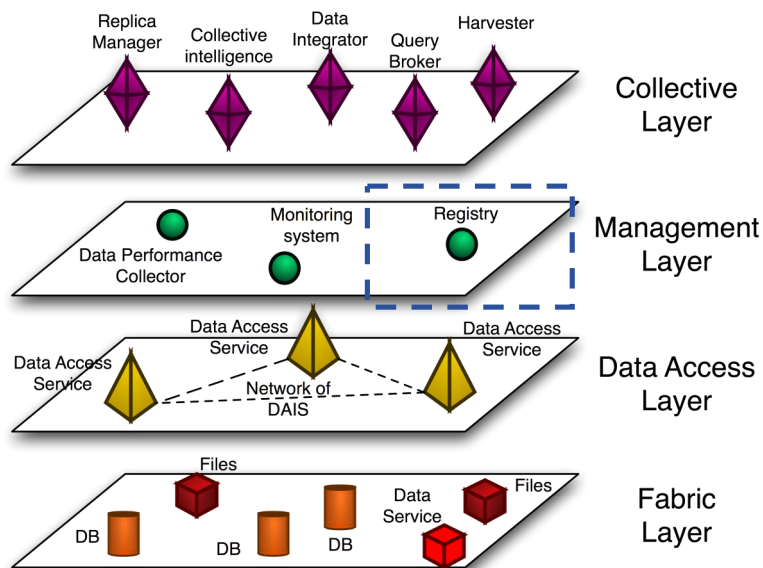 Replica
Manager
Collective
intelligence
Data
Integrator
Query
Broker
Harvester
Collective
Layer
Data Performance
Collector
Monitoring
system
Registry
Management
Layer
Data Access
Service
Data Access
Service
Data Access
Service
Network of
DAIS
Data Access
Layer
Files
DB
DB
DB
Data
Service
Files
Fabric
Layer